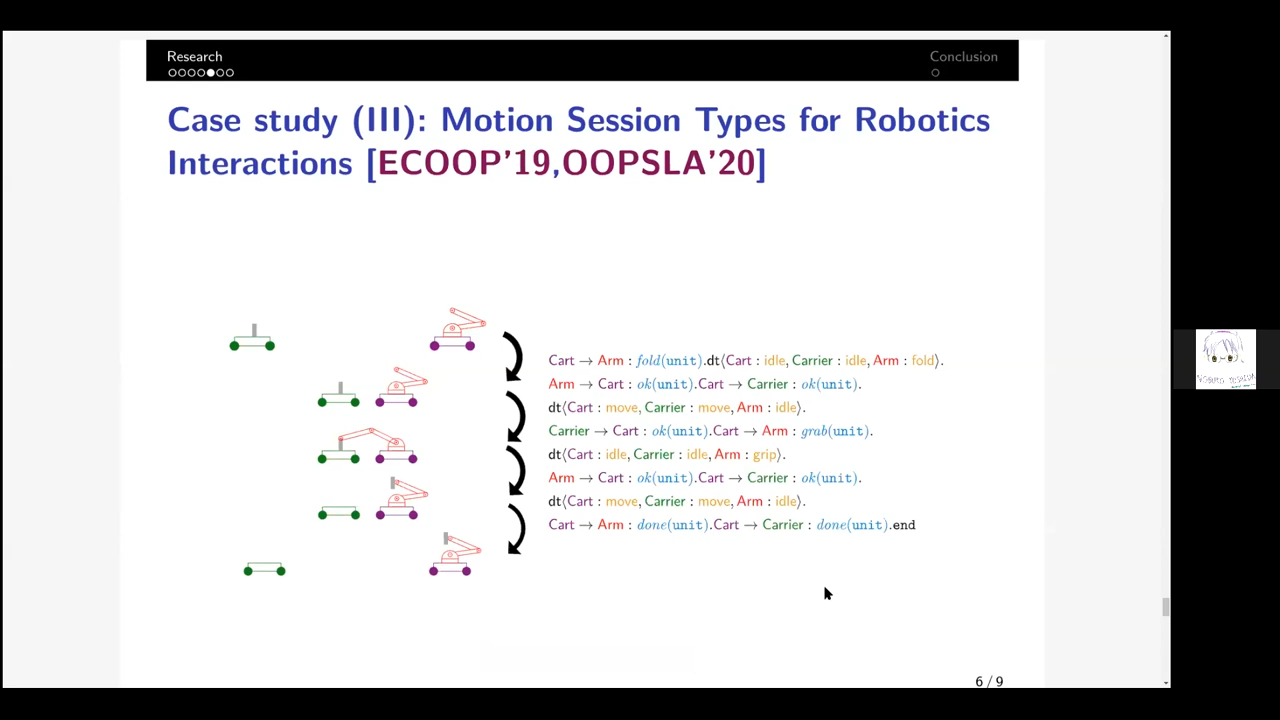 Research
Conclusion
Case study (III): Motion Session Types for Robotics
Interactions [ECOOP'19,OOPSLA'20]
Cart → Arm : fold(unit).dt⟨Cart : idle, Carrier : idle, Arm : fold⟩.
Arm → Cart : ok(unit).Cart → Carrier : ok(unit).
dt⟨Cart : move, Carrier : move, Arm : idle⟩.
Carrier → Cart : ok(unit).Cart → Arm : grab(unit).
dt⟨Cart : idle, Carrier : idle, Arm : grip⟩.
Arm → Cart : ok(unit).Cart → Carrier : ok(unit).
dt⟨Cart : move, Carrier : move, Arm : idle⟩.
Cart → Arm : done(unit).Cart → Carrier : done(unit).end
6 / 9